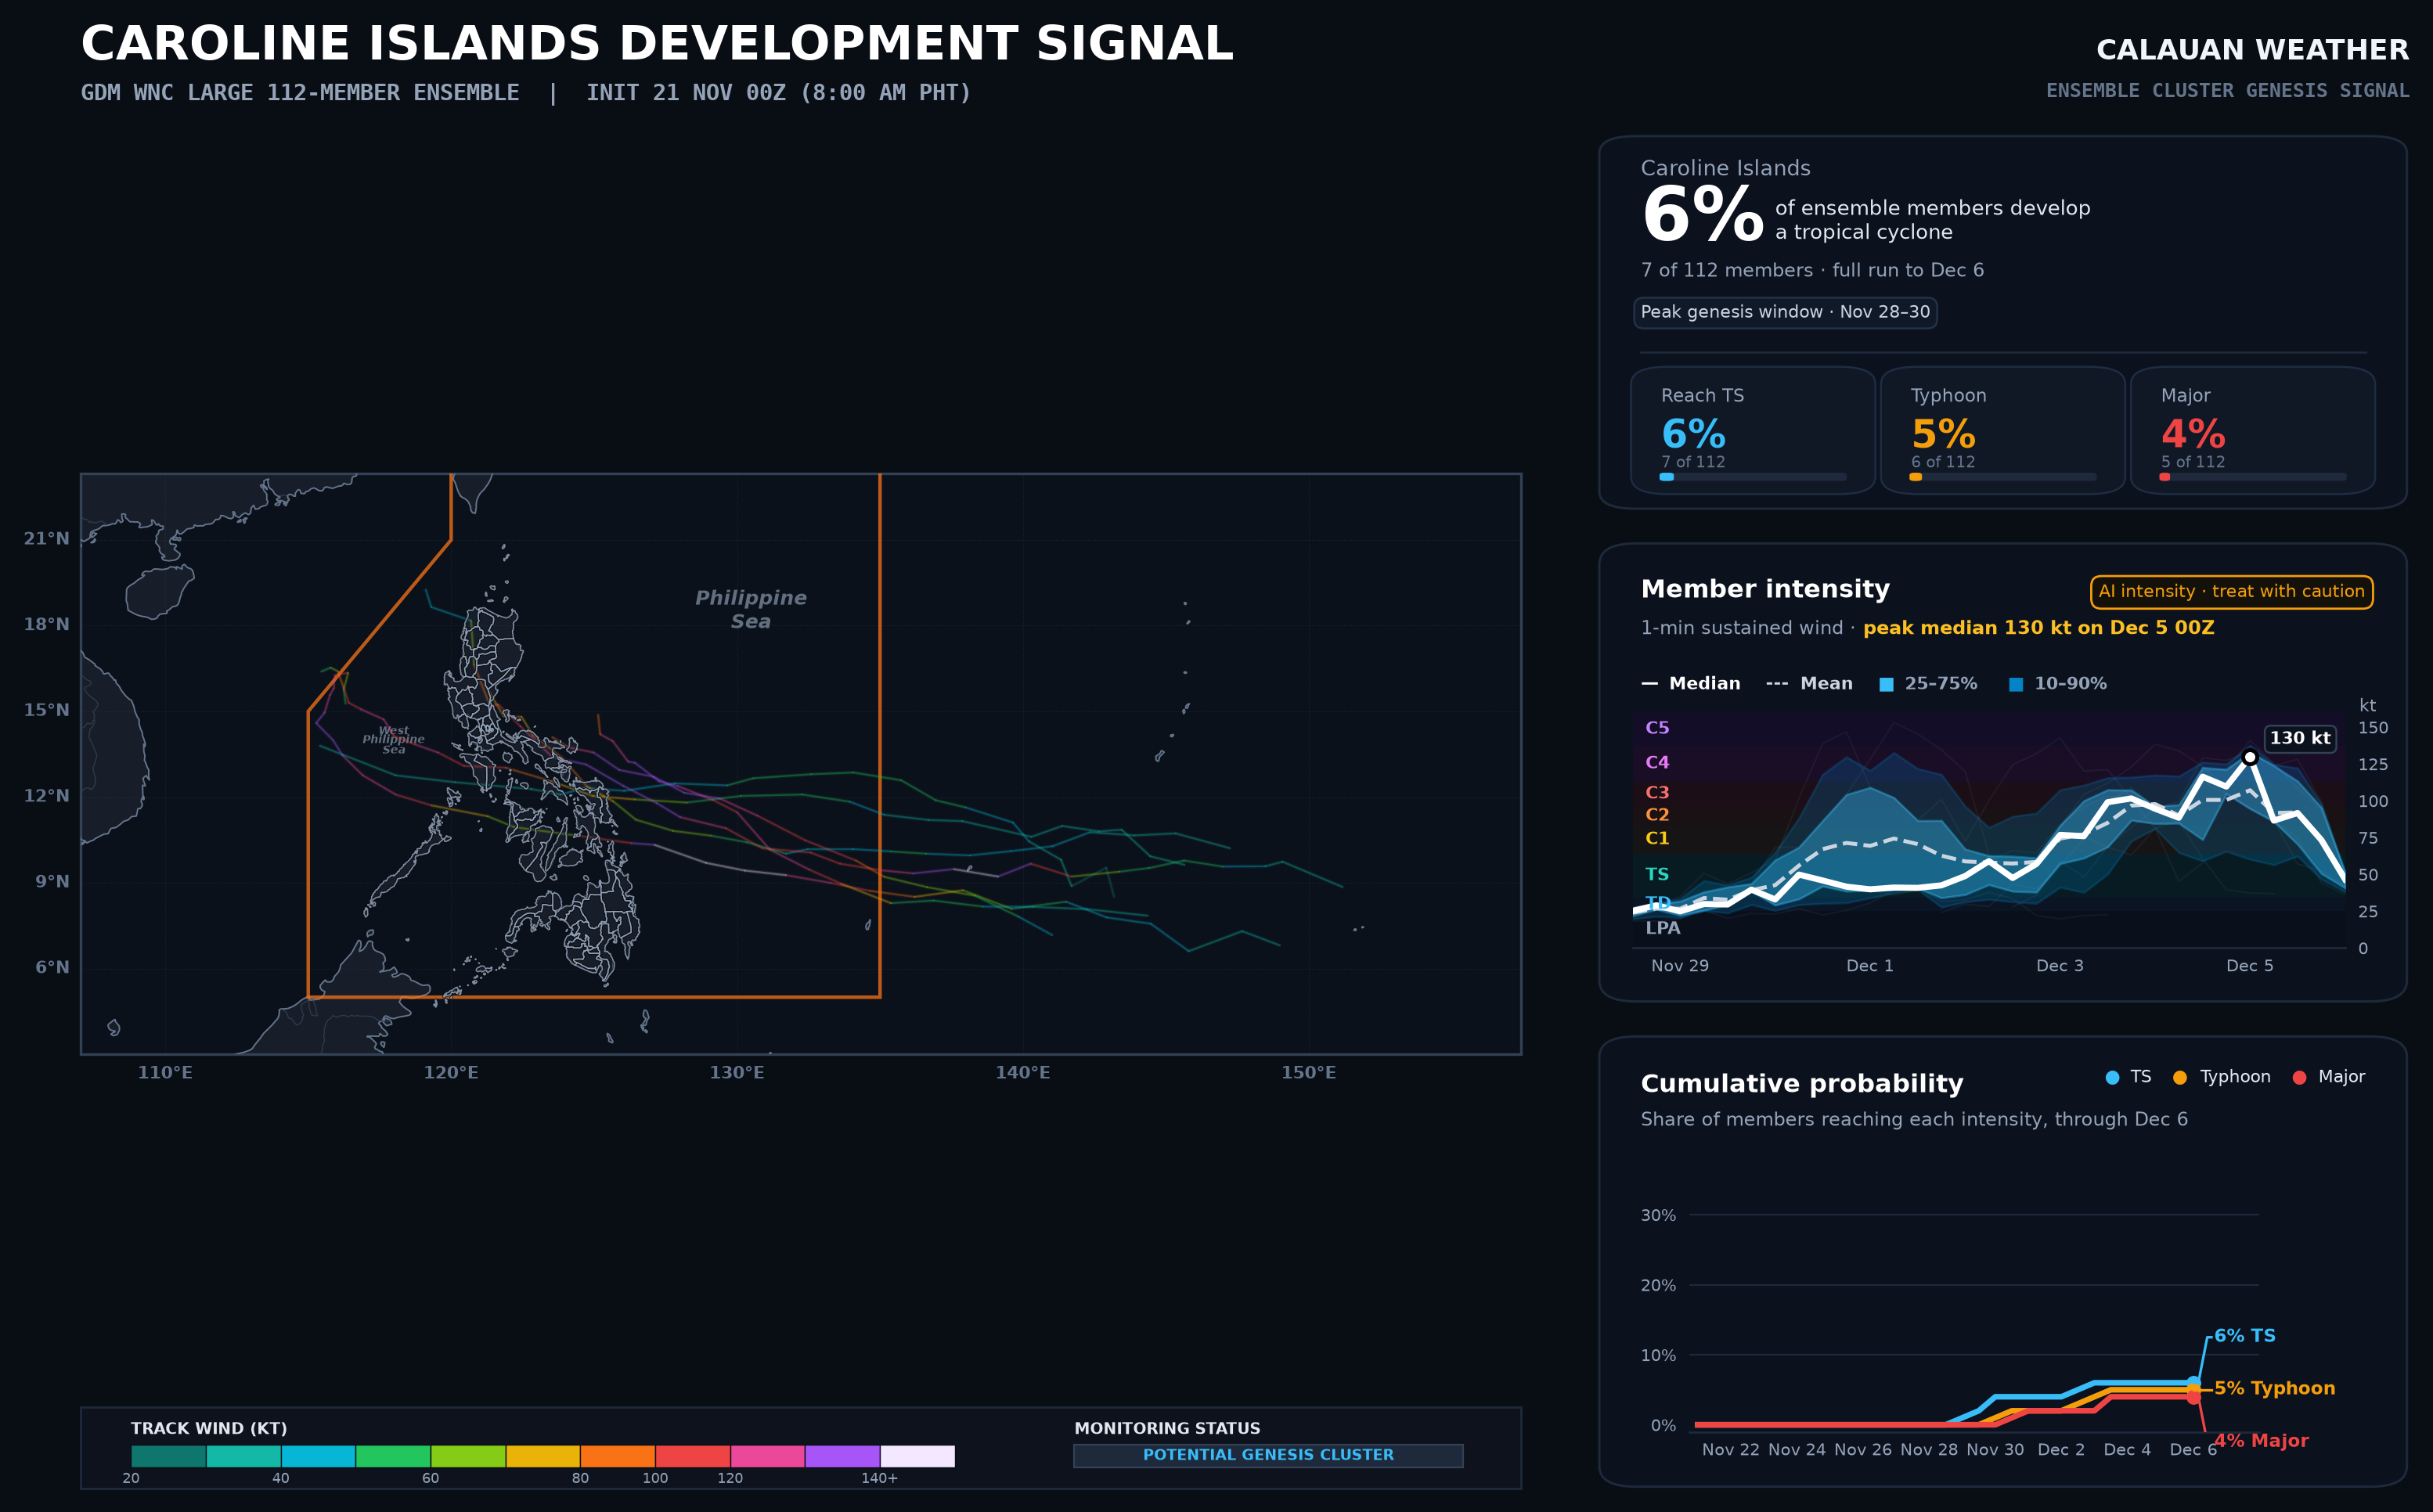 CAROLINE ISLANDS DEVELOPMENT SIGNAL
GDM WNC LARGE 112-MEMBER ENSEMBLE | INIT 21 NOV 00Z (8:00 AM PHT)
CALAUAN WEATHER
ENSEMBLE CLUSTER GENESIS SIGNAL
21°N
18°N
15°N
12°N
9°N
6°N
110°E 120°E 130°E 140°E 150°E
Philippine
Sea
West
Philippine
Sea
TRACK WIND (KT)
20 40 60 80 100 120 140+
MONITORING STATUS
POTENTIAL GENESIS CLUSTER
Caroline Islands
6% of ensemble members develop
a tropical cyclone
7 of 112 members · full run to Dec 6
Peak genesis window · Nov 28–30
Reach TS
6%
7 of 112
Typhoon
5%
6 of 112
Major
4%
5 of 112
Member intensity
AI intensity · treat with caution
1-min sustained wind · peak median 130 kt on Dec 5 00Z
Median Mean 25–75% 10–90%
kt
C5
C4
C3
C2
C1
TS
TD
LPA
130 kt
150
125
100
75
50
25
0
Nov 29 Dec 1 Dec 3 Dec 5
Cumulative probability
TS Typhoon Major
Share of members reaching each intensity, through Dec 6
30%
20%
10%
0%
6% TS
5% Typhoon
4% Major
Nov 22 Nov 24 Nov 26 Nov 28 Nov 30 Dec 2 Dec 4 Dec 6